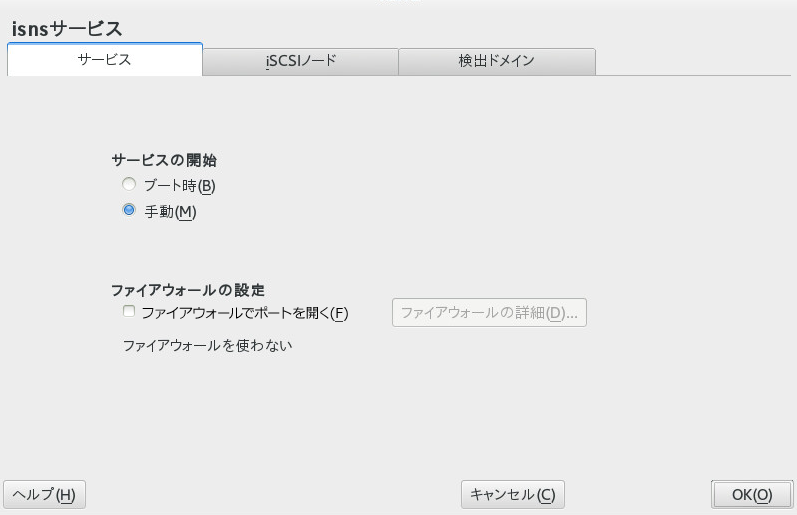 isnsサービス
サービス
iSCSIノード
検出ドメイン
サービスの開始
ブート時(B)
手動(M)
ファイアウォールの設定
ファイアウォールでポートを開く(F)
ファイアウォールの詳細(D)...
ファイアウォールを使わない
ヘルプ(H)
キャンセル(C)
OK(O)